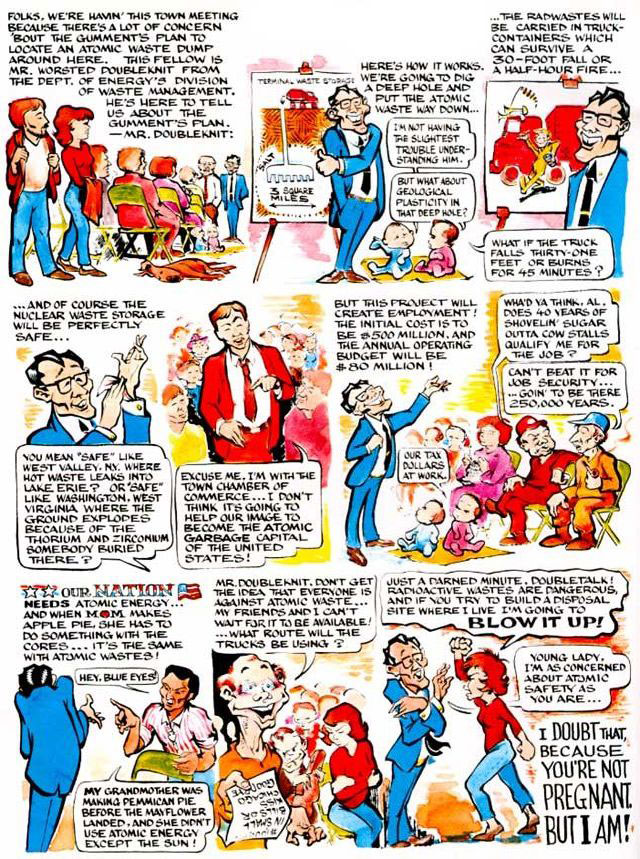 FOLKS, WE'RE HAVIN' THIS TOWN MEETING
BECAUSE THERE'S A LOT OF CONCERN
'BOUT THE GUMMENT'S PLAN TO
LOCATE AN ATOMIC WASTE DUMP
AROUND HERE. THIS FELLOW IS
MR. WORSTED DOUBLEKNIT FROM
THE DEPT. OF ENERGY'S DIVISION
OF WASTE MANAGEMENT.
HE'S HERE TO TELL
US ABOUT THE
GUMMENT'S PLAN.
—MR. DOUBLEKNIT:
TERMINAL WASTE STORAGE
SALT
3 SQUARE
MILES
HERE'S HOW IT WORKS.
WE'RE GOING TO DIG
A DEEP HOLE AND
PUT THE ATOMIC
WASTE WAY DOWN...
I'M NOT HAVING
THE SLIGHTEST
TROUBLE UNDER-
STANDING HIM.
BUT WHAT ABOUT
GEOLOGICAL
PLASTICITY IN
THAT DEEP HOLE?
...THE RADWASTES WILL
BE CARRIED IN TRUCK-
CONTAINERS WHICH
CAN SURVIVE A
30-FOOT FALL OR
A HALF-HOUR FIRE...
WHAT IF THE TRUCK
FALLS THIRTY-ONE
FEET OR BURNS
FOR 45 MINUTES?
...AND OF COURSE THE
NUCLEAR WASTE STORAGE
WILL BE PERFECTLY
SAFE...
YOU MEAN "SAFE" LIKE
WEST VALLEY, NY. WHERE
HOT WASTE LEAKS INTO
LAKE ERIE? OR "SAFE"
LIKE WASHINGTON, WEST
VIRGINIA WHERE THE
GROUND EXPLODES
BECAUSE OF THE
THORIUM AND ZIRCONIUM
SOMEBODY BURIED
THERE?
EXCUSE ME, I'M WITH THE
TOWN CHAMBER OF
COMMERCE... I DON'T
THINK IT'S GOING TO
HELP OUR IMAGE TO
BECOME THE ATOMIC
GARBAGE CAPITAL
OF THE UNITED
STATES!
BUT THIS PROJECT WILL
CREATE EMPLOYMENT!
THE INITIAL COST IS TO
BE $500 MILLION, AND
THE ANNUAL OPERATING
BUDGET WILL BE
$80 MILLION!
OUR TAX
DOLLARS
AT WORK.
WHA'D YA THINK, AL,
DOES 40 YEARS OF
SHOVELIN' SUGAR
OUTTA COW STALLS
QUALIFY ME FOR
THE JOB?
CAN'T BEAT IT FOR
JOB SECURITY...
... GOIN' TO BE THERE
250,000 YEARS.
OUR NATION
NEEDS ATOMIC ENERGY...
AND WHEN MOM MAKES
APPLE PIE, SHE HAS TO
DO SOMETHING WITH THE
CORES... IT'S THE SAME
WITH ATOMIC WASTES!
HEY, BLUE EYES!
MY GRANDMOTHER WAS
MAKING PEMMICAN PIE
BEFORE THE MAYFLOWER
LANDED, AND SHE DIDN'T
USE ATOMIC ENERGY
EXCEPT THE SUN!
MR. DOUBLEKNIT, DON'T GET
THE IDEA THAT EVERYONE IS
AGAINST ATOMIC WASTE...
MY FRIENDS AND I CAN'T
WAIT FOR IT TO BE AVAILABLE!
...WHAT ROUTE WILL THE
TRUCKS BE USING?
IN SMALL
BILLS OR
KISS
CHICAGO
GOODBYE
JUST A DARNED MINUTE, DOUBLETALK!
RADIOACTIVE WASTES ARE DANGEROUS,
AND IF YOU TRY TO BUILD A DISPOSAL
SITE WHERE I LIVE I'M GOING TO
BLOW IT UP!
YOUNG LADY,
I'M AS CONCERNED
ABOUT ATOMIC
SAFETY AS
YOU ARE...
I DOUBT THAT,
BECAUSE
YOU'RE NOT
PREGNANT.
BUT I AM!